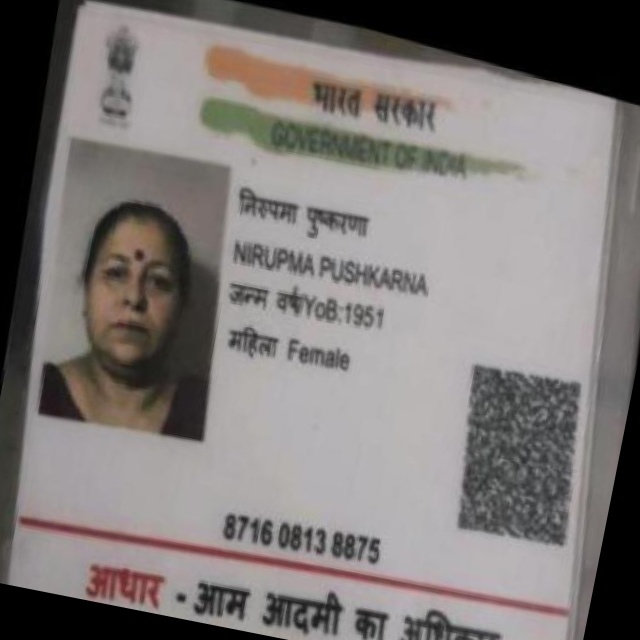 भारत सरकार
GOVERNMENT OF INDIA
निरुपमा पुष्करणा
NIRUPMA PUSHKARNA
जन्म वर्ष/YoB:1951
महिला Female
8716 0813 8875
आधार - आम आदमी का अधिकार